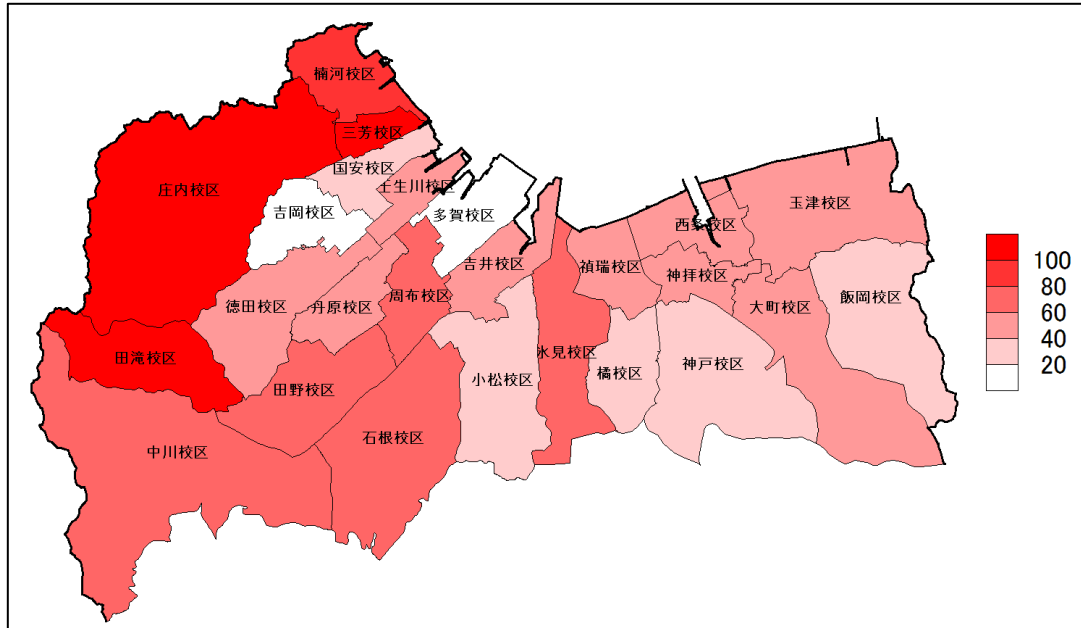 楠河校区
三芳校区
国安校区
庄内校区
壬生川校区
吉岡校区
多賀校区
玉津校区
西条校区
吉井校区
禎瑞校区
神拝校区
周布校区
飯岡校区
徳田校区
丹原校区
大町校区
田滝校区
氷見校区
神戸校区
橘校区
小松校区
田野校区
石根校区
中川校区
100
80
60
40
20